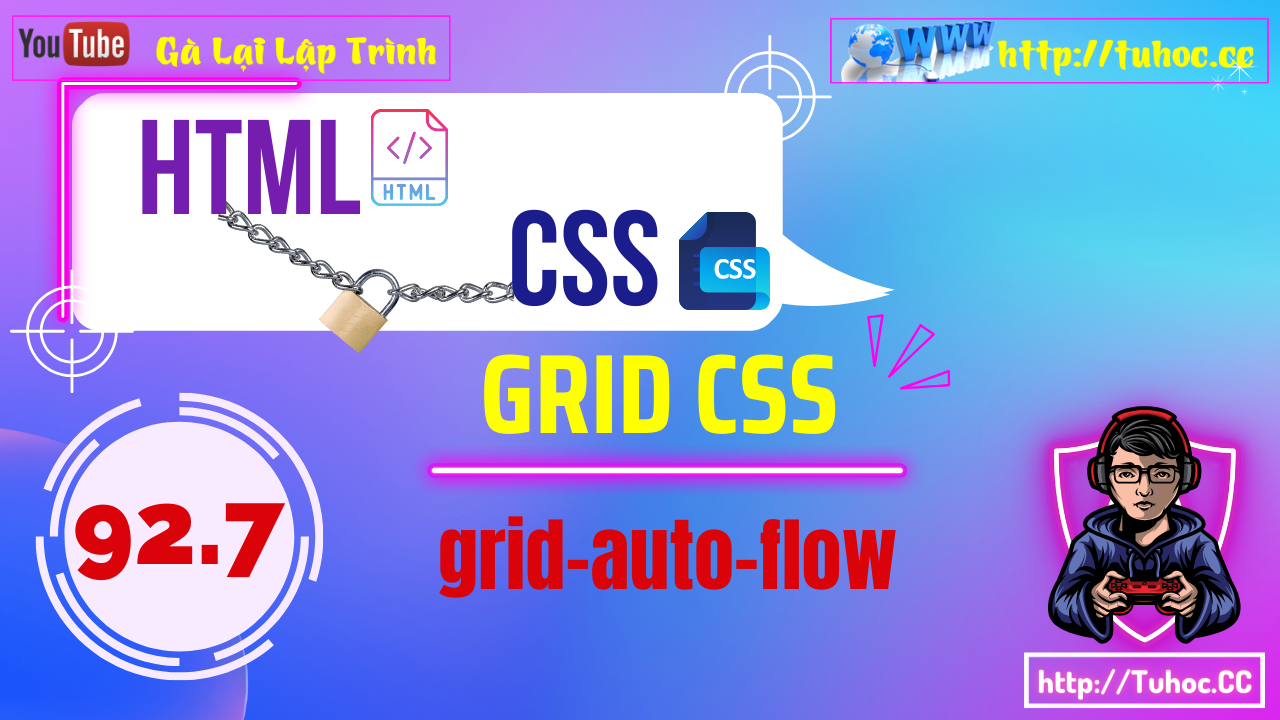 YouTube Gà Lại Lập Trình
WWW http://tuhoc.cc
HTML
HTML
CSS
CSS
GRID CSS
92.7
grid-auto-flow
http://Tuhoc.CC